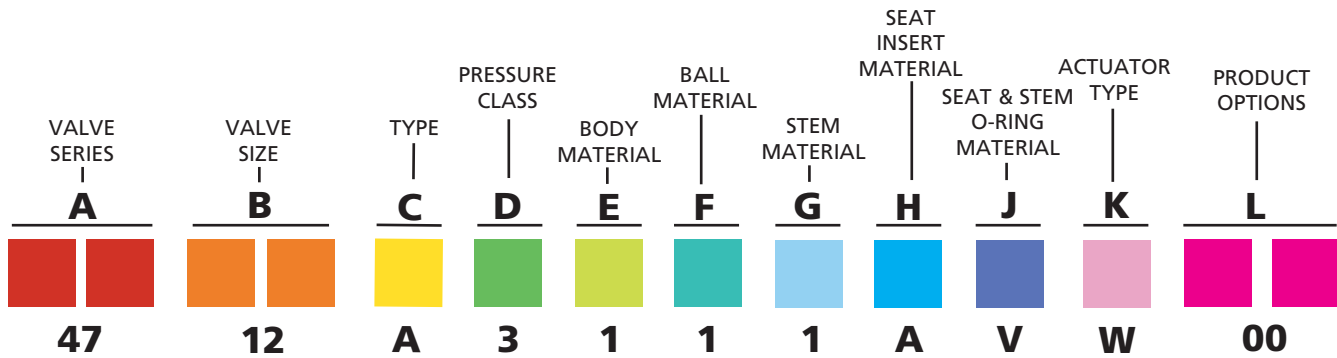 SEAT
INSERT
MATERIAL
PRESSURE
CLASS
BALL
MATERIAL
ACTUATOR
TYPE
PRODUCT
OPTIONS
SEAT & STEM
O-RING
MATERIAL
VALVE
SERIES
VALVE
SIZE
TYPE
BODY
MATERIAL
STEM
MATERIAL
A B C D E F G H J K L
47 12 A 3 1 1 1 A V W 00